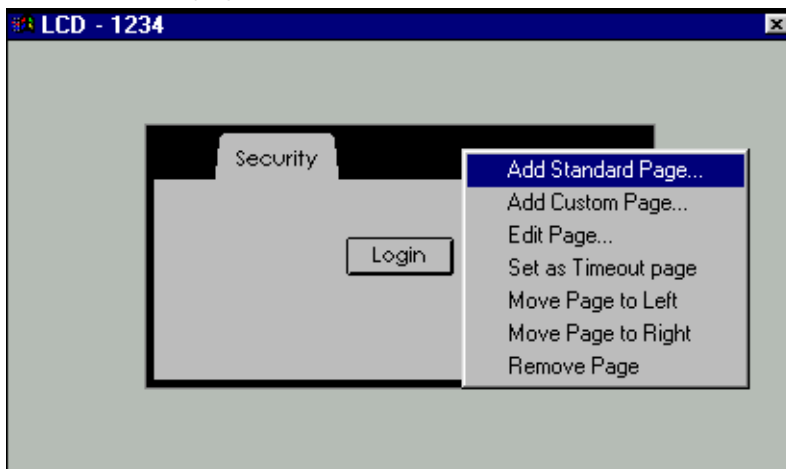 LCD - 1234
Security
Login
Add Standard Page...
Add Custom Page...
Edit Page...
Set as Timeout page
Move Page to Left
Move Page to Right
Remove Page